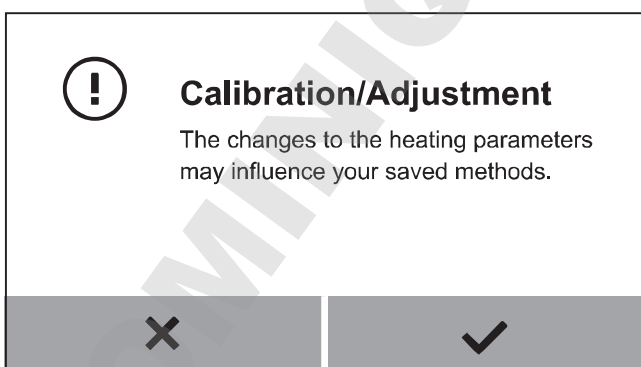 Calibration/Adjustment
The changes to the heating parameters
may influence your saved methods.